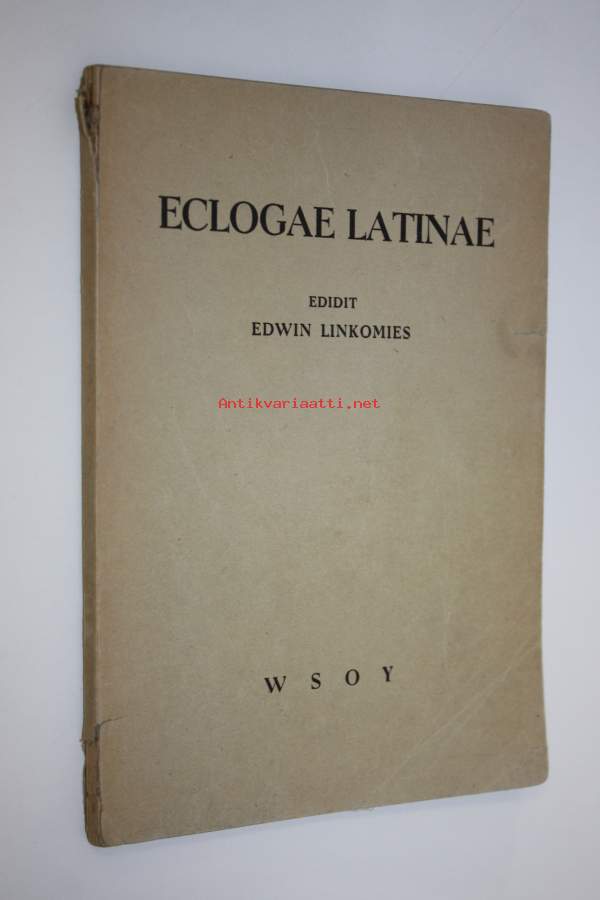 ECLOGAE LATINAE
EDIDIT
EDWIN LINKOMIES
Antikvariaatti.net
W S O Y